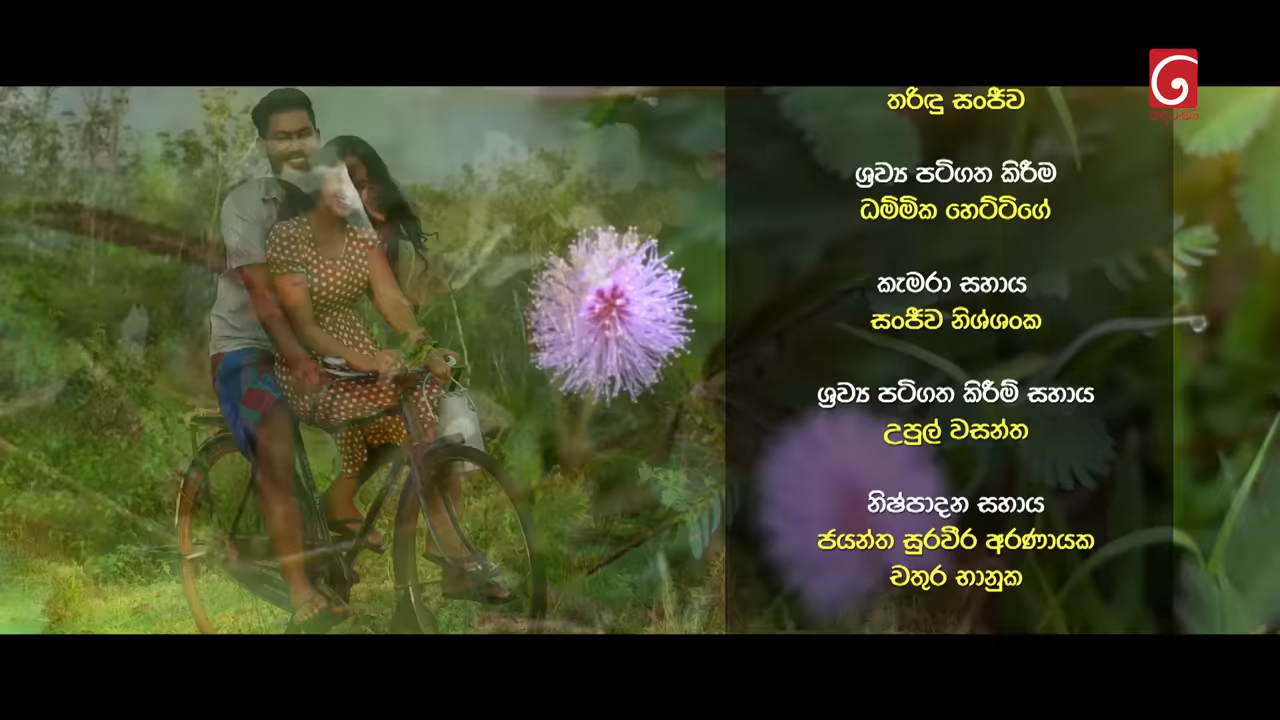 තරිඳු සංජීව
ශ්‍රව්‍ය පටිගත කිරීම
ධම්මික හෙට්ටිගේ
කැමරා සහාය
සංජීව නිශ්ශංක
ශ්‍රව්‍ය පටිගත කිරීම් සහාය
උපුල් වසන්ත
නිෂ්පාදන සහාය
ජයන්ත සූරවීර අරණායක
චතුර භානුක